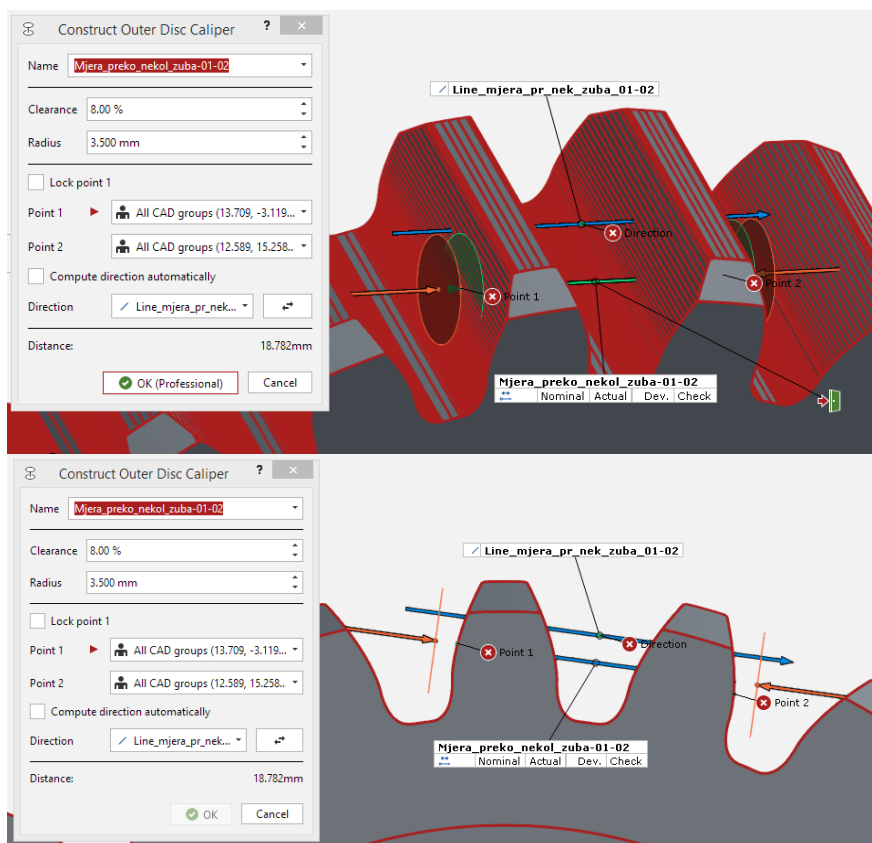 Construct Outer Disc Caliper ? ×
Name Mjera_preko_nekol_zuba-01-02
Clearance 8.00 %
Radius 3.500 mm
Lock point 1
Point 1 All CAD groups (13.709, -3.119...
Point 2 All CAD groups (12.589, 15.258..
Compute direction automatically
Direction Line_mjera_pr_nek...
Distance: 18.782mm
OK (Professional) Cancel
Line_mjera_pr_nek_zuba_01-02
Direction
Point 1
Point 2
Mjera_preko_nekol_zuba-01-02
Nominal Actual Dev. Check
Construct Outer Disc Caliper ? ×
Name Mjera_preko_nekol_zuba-01-02
Clearance 8.00 %
Radius 3.500 mm
Lock point 1
Point 1 All CAD groups (13.709, -3.119...
Point 2 All CAD groups (12.589, 15.258..
Compute direction automatically
Direction Line_mjera_pr_nek...
Distance: 18.782mm
OK Cancel
Line_mjera_pr_nek_zuba_01-02
Point 1
Direction
Point 2
Mjera_preko_nekol_zuba-01-02
Nominal Actual Dev. Check